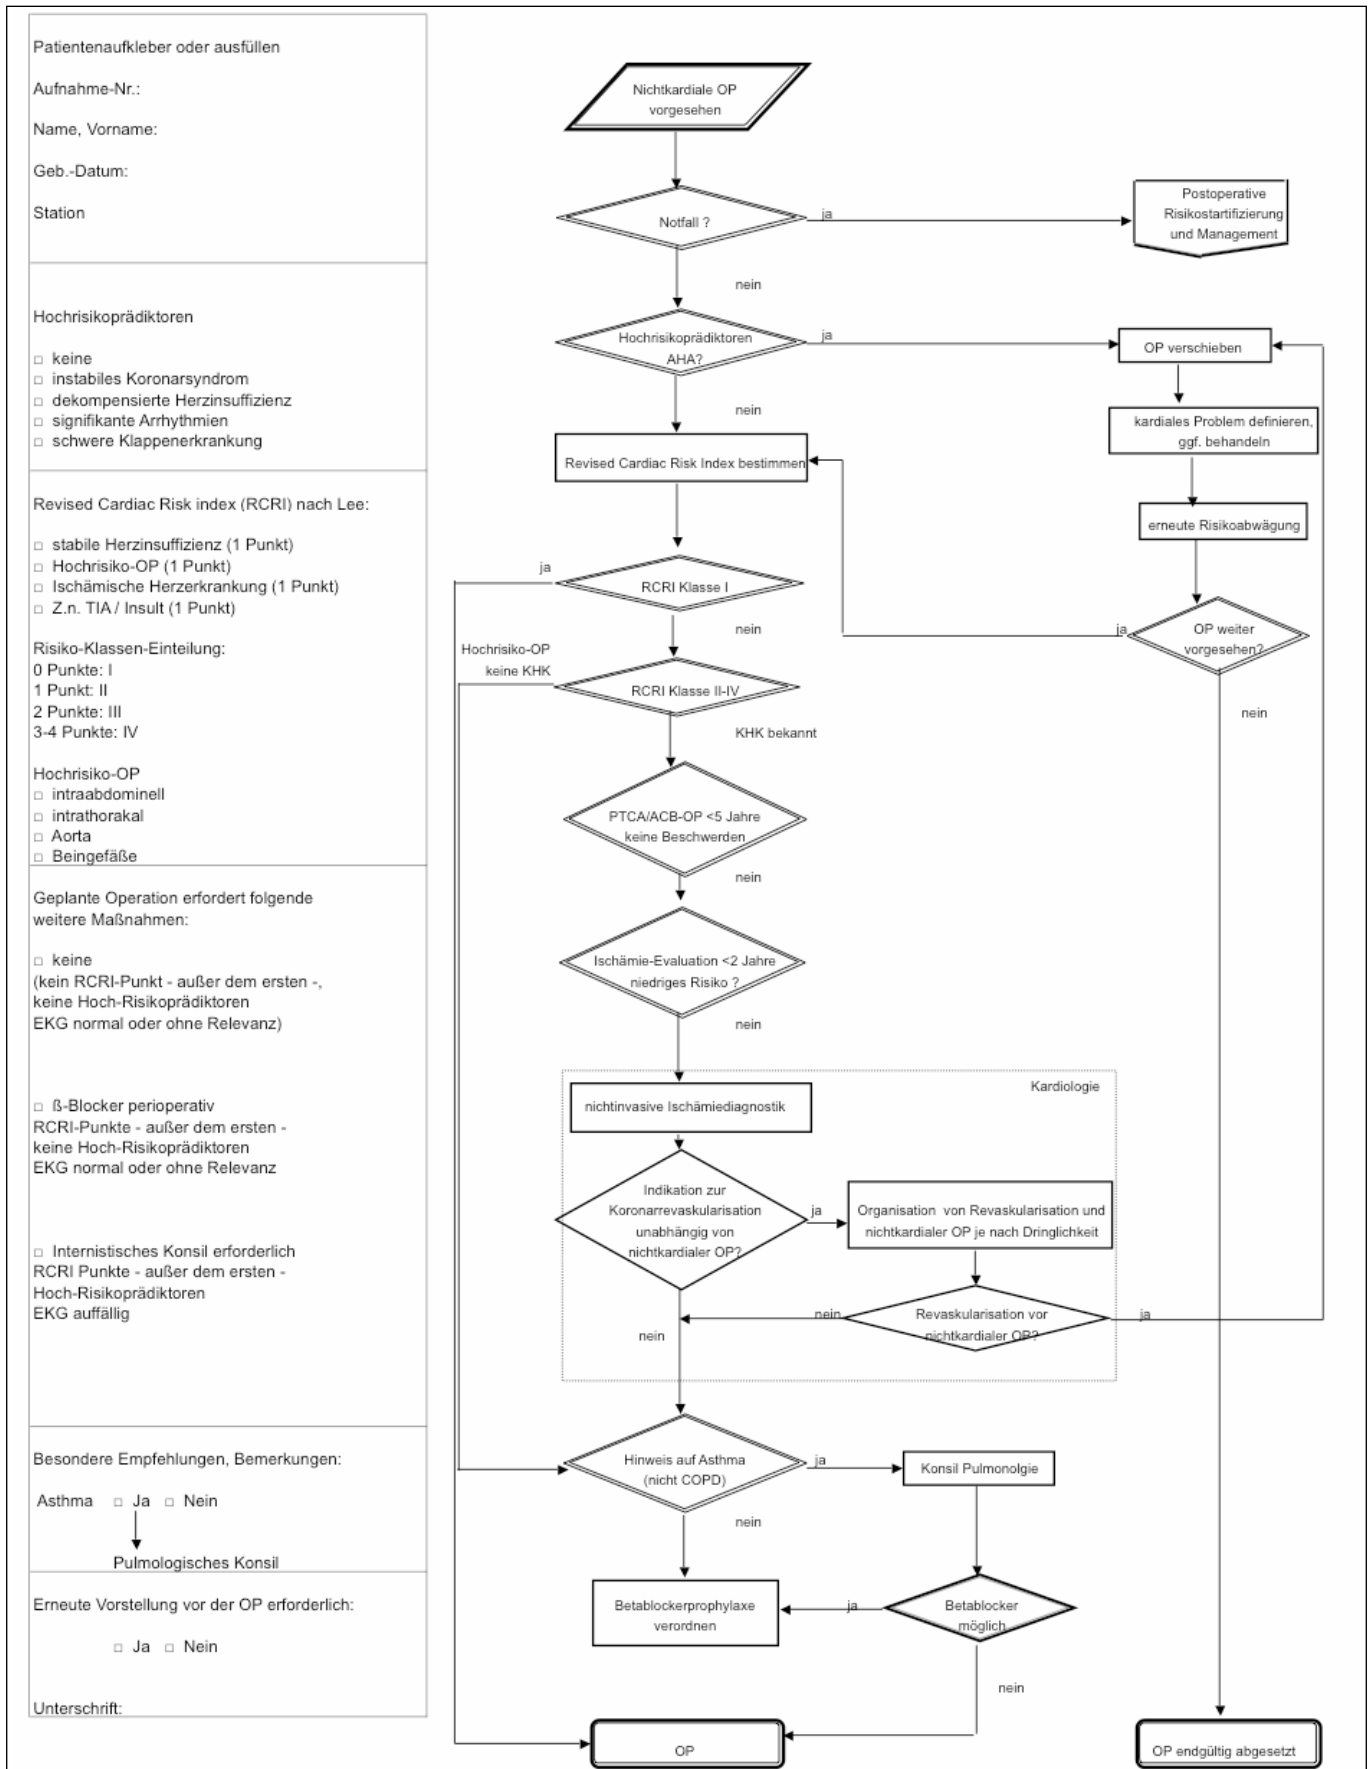 Patientenaufkleber oder ausfüllen
Aufnahme-Nr.:
Name, Vorname:
Geb.-Datum:
Station
Hochrisikoprädiktoren
□ keine
□ instabiles Koronarsyndrom
□ dekompensierte Herzinsuffizienz
□ signifikante Arrhythmien
□ schwere Klappenerkrankung
Revised Cardiac Risk index (RCRI) nach Lee:
□ stabile Herzinsuffizienz (1 Punkt)
□ Hochrisiko-OP (1 Punkt)
□ Ischämische Herzerkrankung (1 Punkt)
□ Z.n. TIA / Insult (1 Punkt)
Risiko-Klassen-Einteilung:
0 Punkte: I
1 Punkt: II
2 Punkte: III
3-4 Punkte: IV
Hochrisiko-OP
□ intraabdominell
□ intrathorakal
□ Aorta
□ Beingefäße
Geplante Operation erfordert folgende
weitere Maßnahmen:
□ keine
(kein RCRI-Punkt - außer dem ersten -,
keine Hoch-Risikoprädiktoren
EKG normal oder ohne Relevanz)
□ ß-Blocker perioperativ
RCRI-Punkte - außer dem ersten -
keine Hoch-Risikoprädiktoren
EKG normal oder ohne Relevanz
□ Internistisches Konsil erforderlich
RCRI Punkte - außer dem ersten -
Hoch-Risikoprädiktoren
EKG auffällig
Besondere Empfehlungen, Bemerkungen:
Asthma □ Ja □ Nein
Pulmologisches Konsil
Erneute Vorstellung vor der OP erforderlich:
□ Ja □ Nein
Unterschrift:
Nichtkardiale OP
vorgesehen
Notfall ?
ja
Postoperative
Risikostartifizierung
und Management
nein
Hochrisikoprädiktoren
AHA?
ja
OP verschieben
nein
kardiales Problem definieren,
ggf. behandeln
Revised Cardiac Risk Index bestimmen
erneute Risikoabwägung
ja
RCRI Klasse I
nein
ja
OP weiter
vorgesehen?
nein
Hochrisiko-OP
keine KHK
RCRI Klasse II-IV
KHK bekannt
PTCA/ACB-OP <5 Jahre
keine Beschwerden
nein
Ischämie-Evaluation <2 Jahre
niedriges Risiko ?
nein
Kardiologie
nichtinvasive Ischämiediagnostik
Indikation zur
Koronarrevaskularisation
unabhängig von
nichtkardialer OP?
ja
Organisation von Revaskularisation und
nichtkardialer OP je nach Dringlichkeit
nein
Revaskularisation vor
nichtkardialer OP?
ja
nein
Hinweis auf Asthma
(nicht COPD)
ja
Konsil Pulmonolgie
nein
Betablockerprophylaxe
verordnen
ja
Betablocker
möglich
nein
OP
OP endgültig abgesetzt